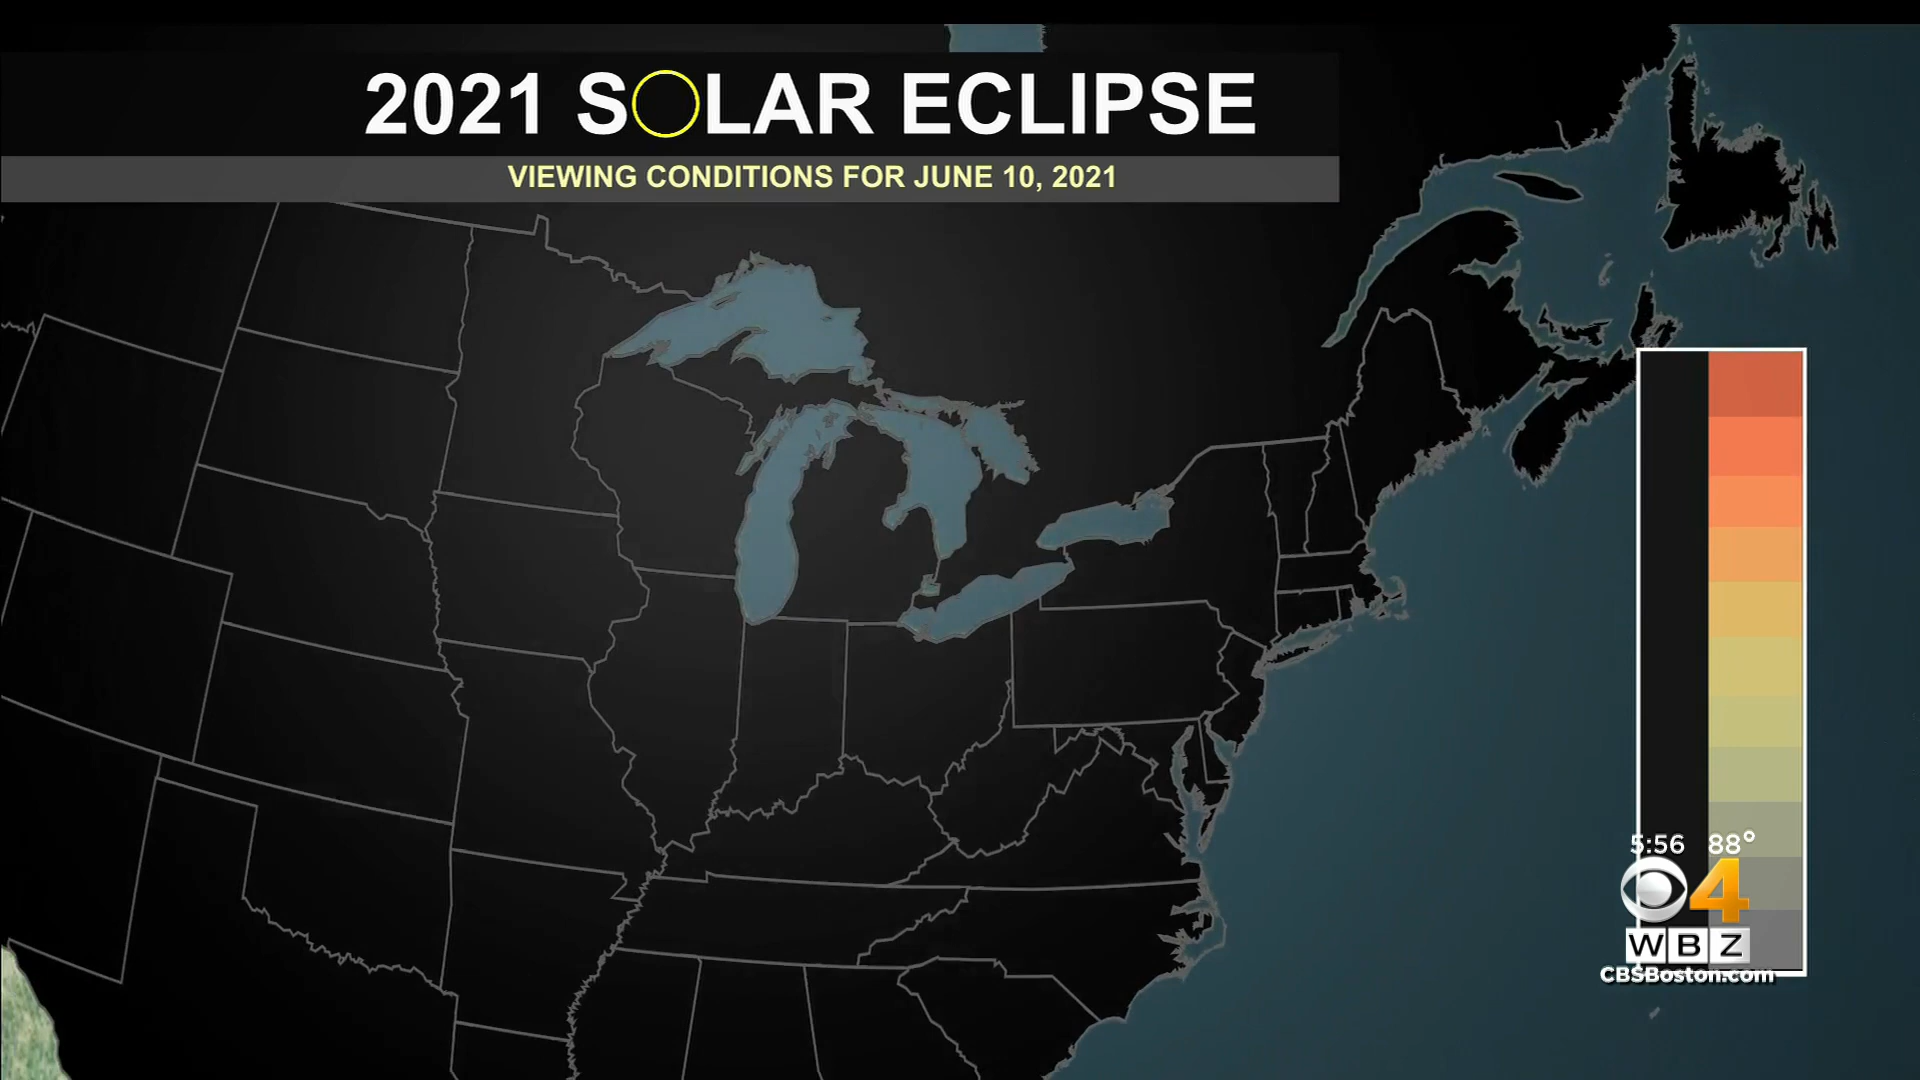 2021 SOLAR ECLIPSE
VIEWING CONDITIONS FOR JUNE 10, 2021
5:56 88°
4
WBZ
CBSBoston.com